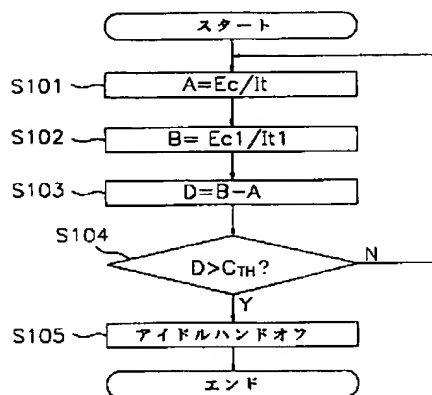 スタート
S101
A=Ec/It
S102
B= Ec1/It1
S103
D=B-A
S104
D>CTH?
N
Y
S105
アイドルハンドオフ
エンド